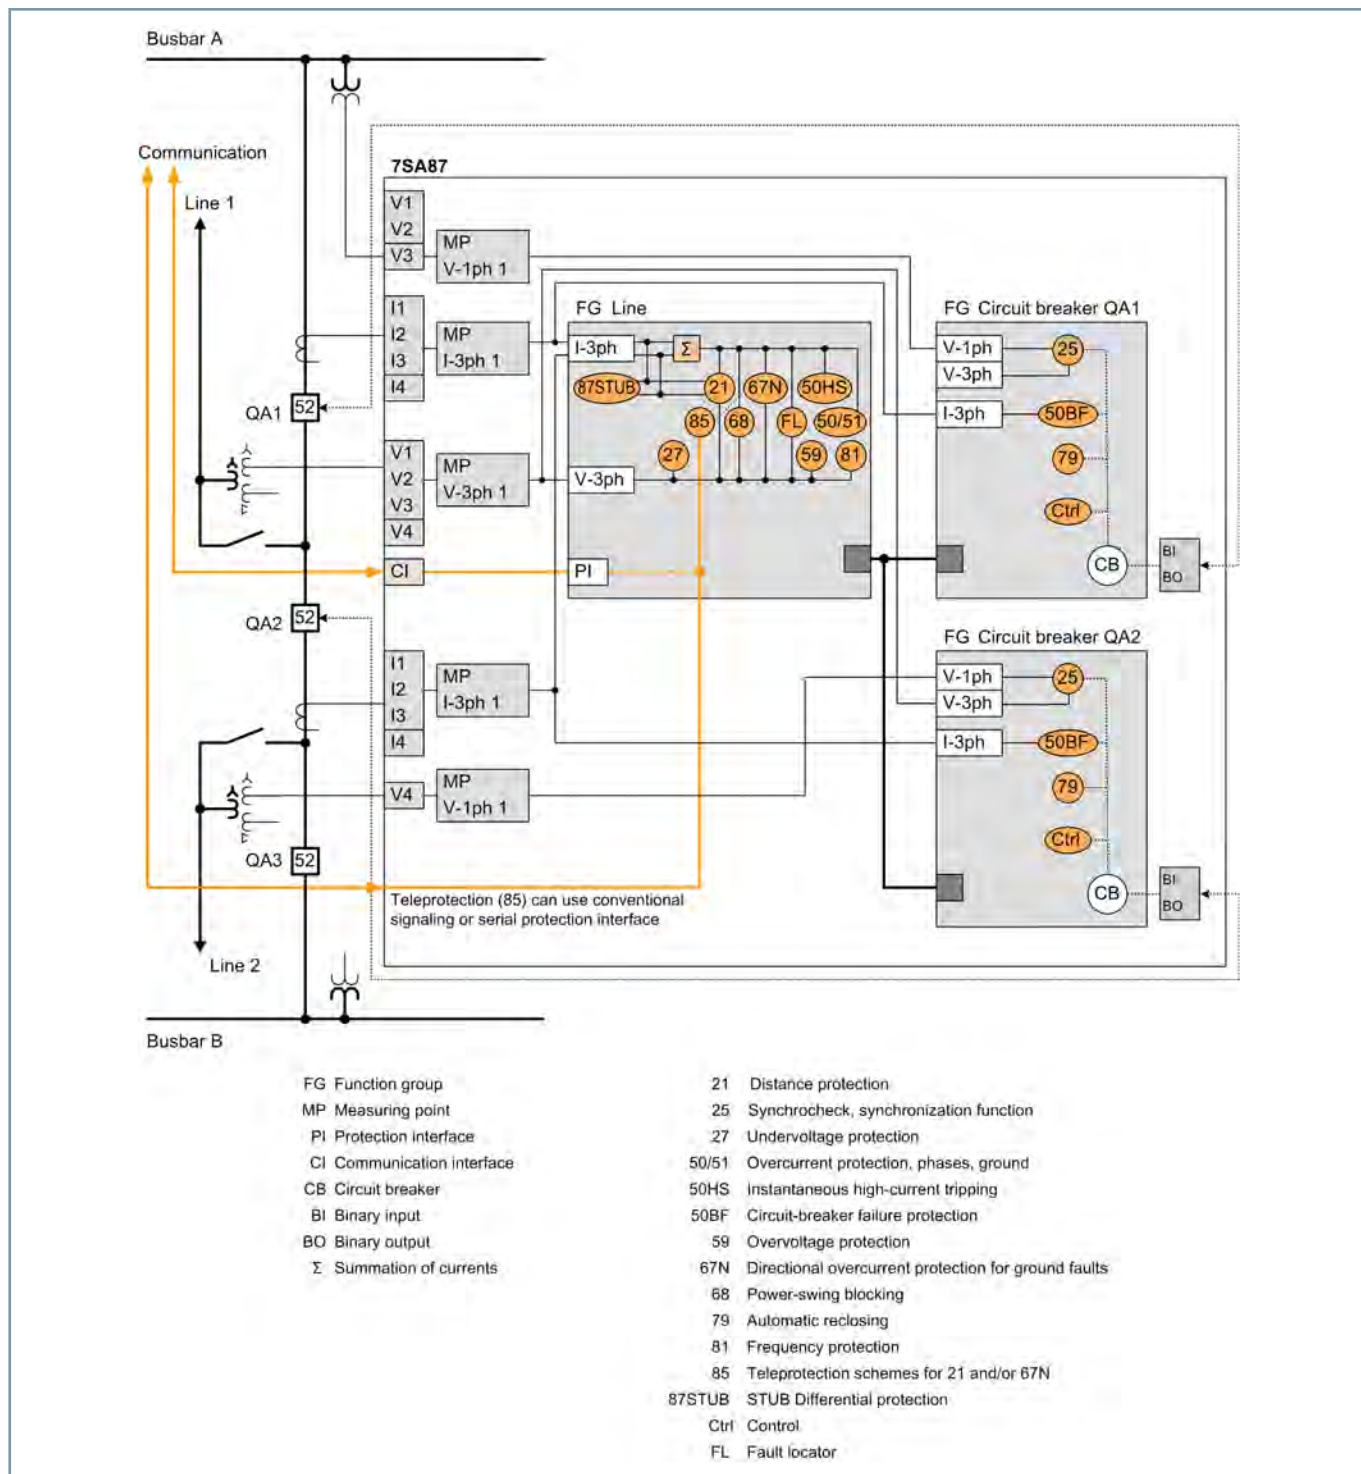 Busbar A
Communication
Line 1
7SA87
V1
V2
V3
MP
V-1ph 1
I1
I2
I3
I4
MP
I-3ph 1
QA1
52
V1
V2
V3
V4
MP
V-3ph 1
CI
QA2
52
I1
I2
I3
I4
MP
I-3ph 1
V4
MP
V-1ph 1
QA3
52
Line 2
Busbar B
FG Line
I-3ph
Σ
87STUB
21
67N
50HS
85
68
FL
50/51
27
59
81
V-3ph
PI
Teleprotection (85) can use conventional
signaling or serial protection interface
FG Circuit breaker QA1
V-1ph
25
V-3ph
I-3ph
50BF
79
Ctrl
CB
BI
BO
FG Circuit breaker QA2
V-1ph
25
V-3ph
I-3ph
50BF
79
Ctrl
CB
BI
BO
FG Function group
MP Measuring point
PI Protection interface
CI Communication interface
CB Circuit breaker
BI Binary input
BO Binary output
Σ Summation of currents
21 Distance protection
25 Synchrocheck, synchronization function
27 Undervoltage protection
50/51 Overcurrent protection, phases, ground
50HS Instantaneous high-current tripping
50BF Circuit-breaker failure protection
59 Overvoltage protection
67N Directional overcurrent protection for ground faults
68 Power-swing blocking
79 Automatic reclosing
81 Frequency protection
85 Teleprotection schemes for 21 and/or 67N
87STUB STUB Differential protection
Ctrl Control
FL Fault locator